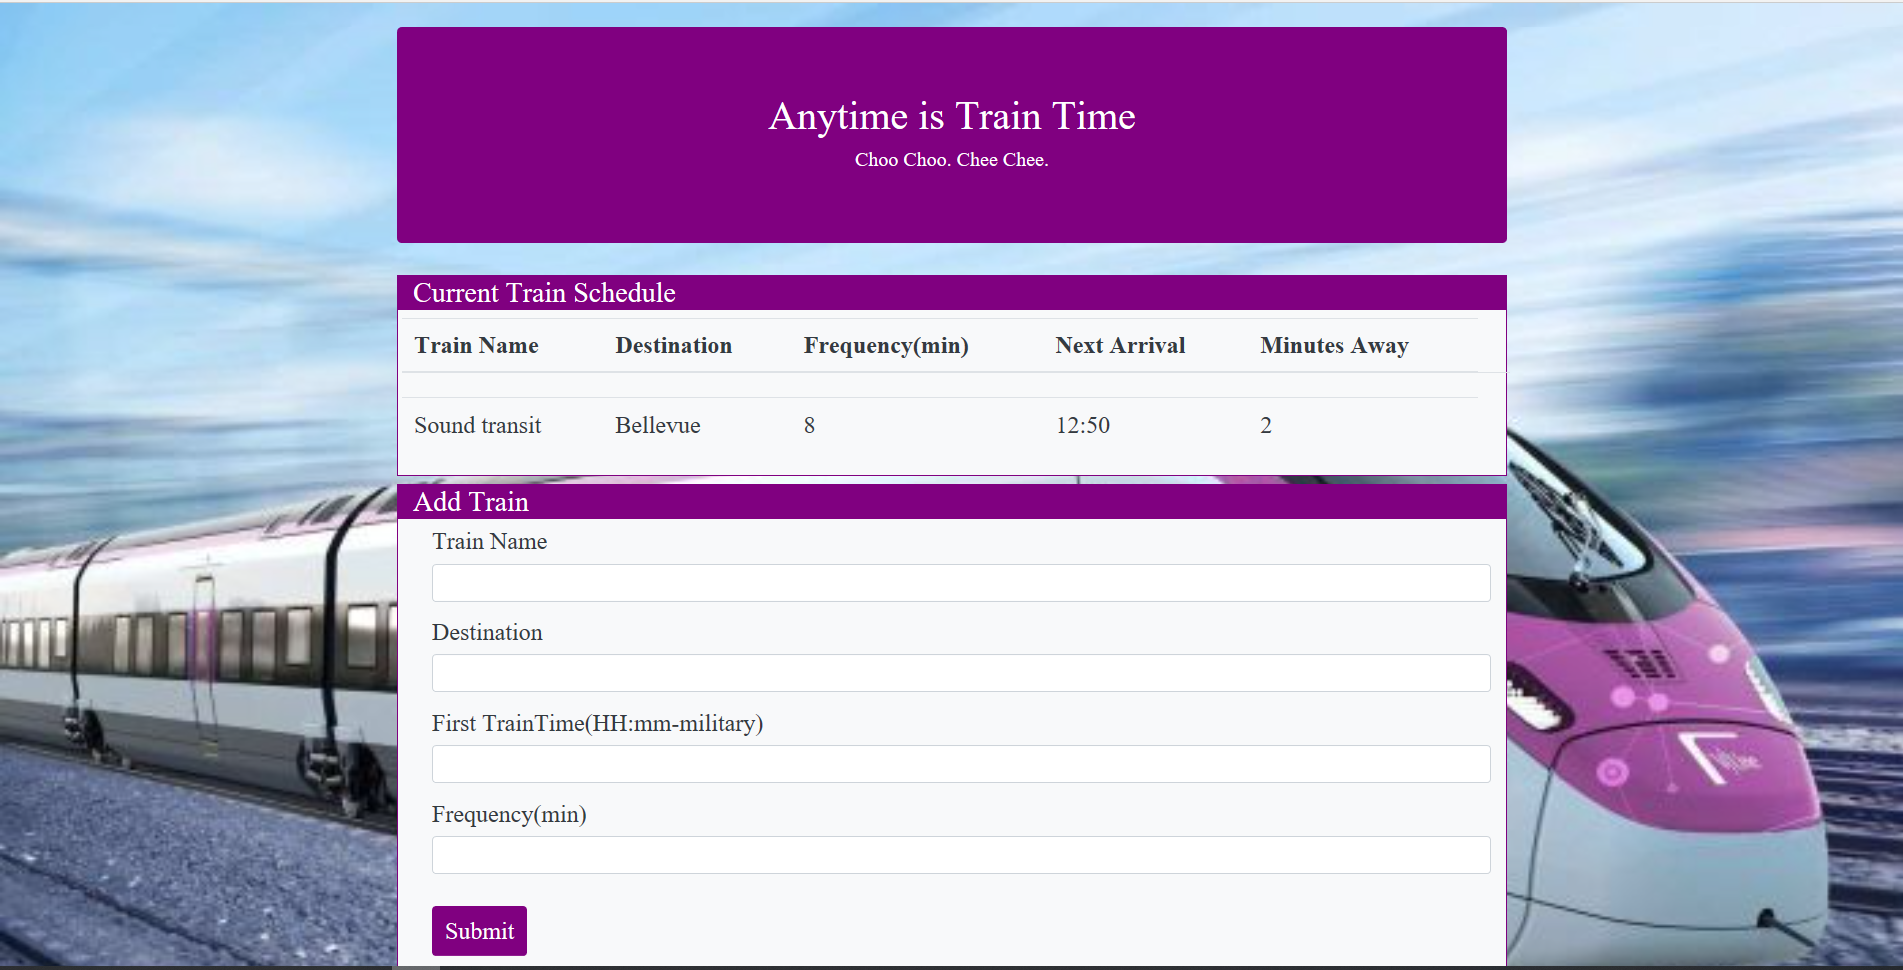 Anytime is Train Time
Choo Choo. Chee Chee.
Current Train Schedule
Train Name Destination Frequency(min) Next Arrival Minutes Away
Sound transit Bellevue 8 12:50 2
Add Train
Train Name
Destination
First TrainTime(HH:mm-military)
Frequency(min)
Submit